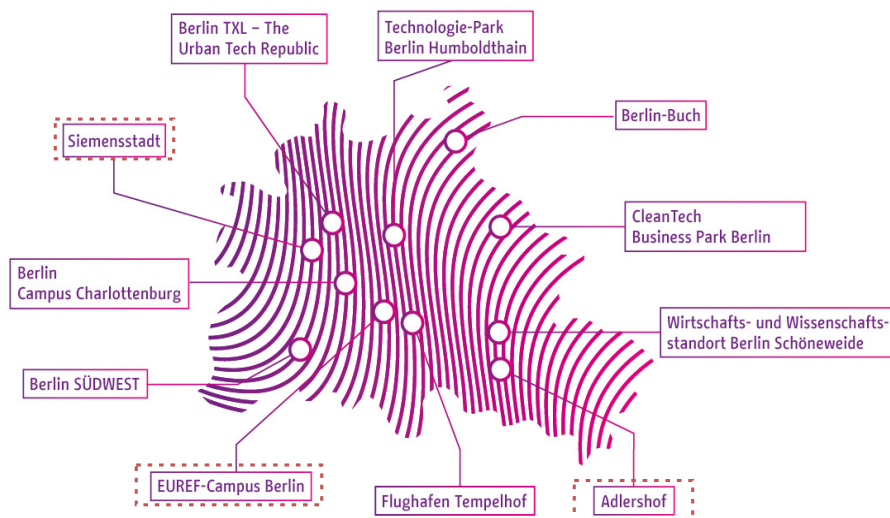 Berlin TXL – The
Urban Tech Republic
Technologie-Park
Berlin Humboldthain
Siemensstadt
Berlin-Buch
CleanTech
Business Park Berlin
Berlin
Campus Charlottenburg
Wirtschafts- und Wissenschafts-
standort Berlin Schöneweide
Berlin SÜDWEST
EUREF-Campus Berlin
Flughafen Tempelhof
Adlershof